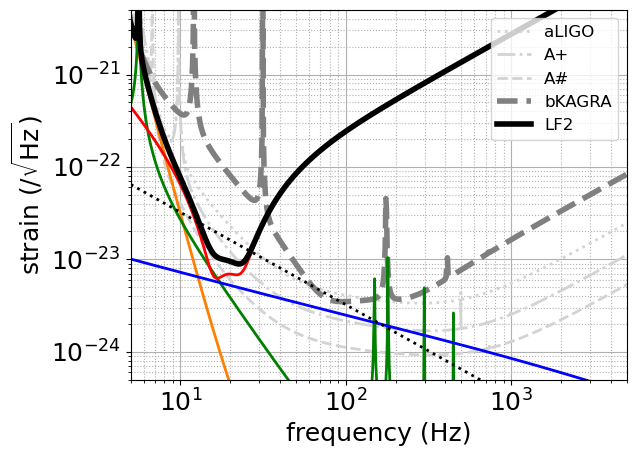 10⁻²¹
10⁻²²
10⁻²³
10⁻²⁴
strain (/√Hz)
10¹
10²
10³
frequency (Hz)
aLIGO
A+
A#
bKAGRA
LF2